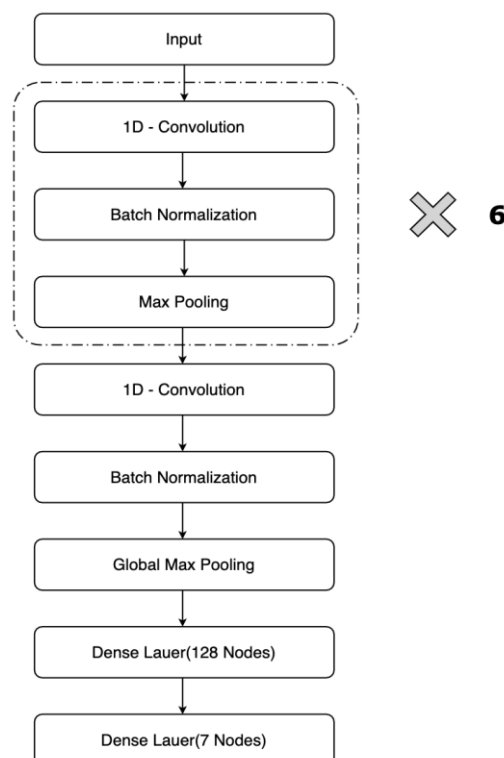 Input
1D - Convolution
Batch Normalization
6
Max Pooling
1D - Convolution
Batch Normalization
Global Max Pooling
Dense Lauer(128 Nodes)
Dense Lauer(7 Nodes)